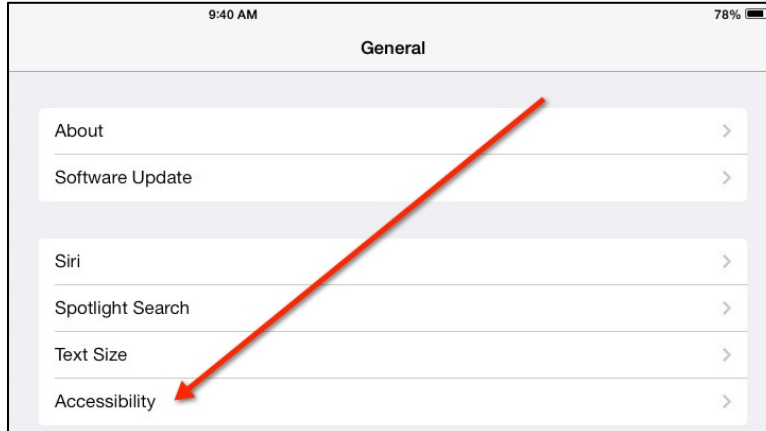 9:40 AM 78%
General
About
Software Update
Siri
Spotlight Search
Text Size
Accessibility